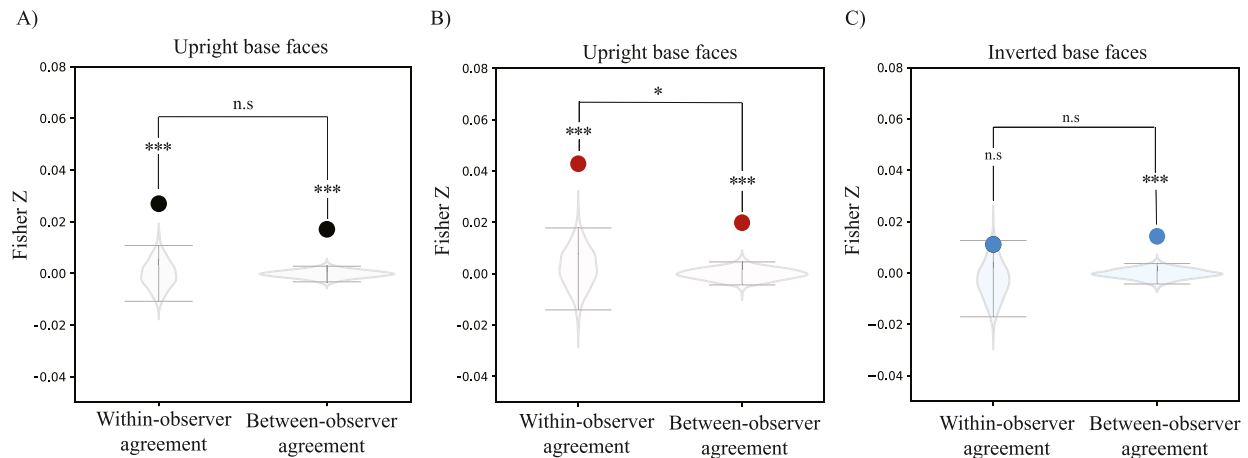 A)
Upright base faces
0.08
0.06
0.04
0.02
0.00
−0.02
−0.04
Fisher Z
n.s
***
***
Within-observer
agreement
Between-observer
agreement
B)
Upright base faces
0.08
0.06
0.04
0.02
0.00
−0.02
−0.04
Fisher Z
*
***
***
Within-observer
agreement
Between-observer
agreement
C)
Inverted base faces
0.08
0.06
0.04
0.02
0.00
−0.02
−0.04
Fisher Z
n.s
n.s
***
Within-observer
agreement
Between-observer
agreement